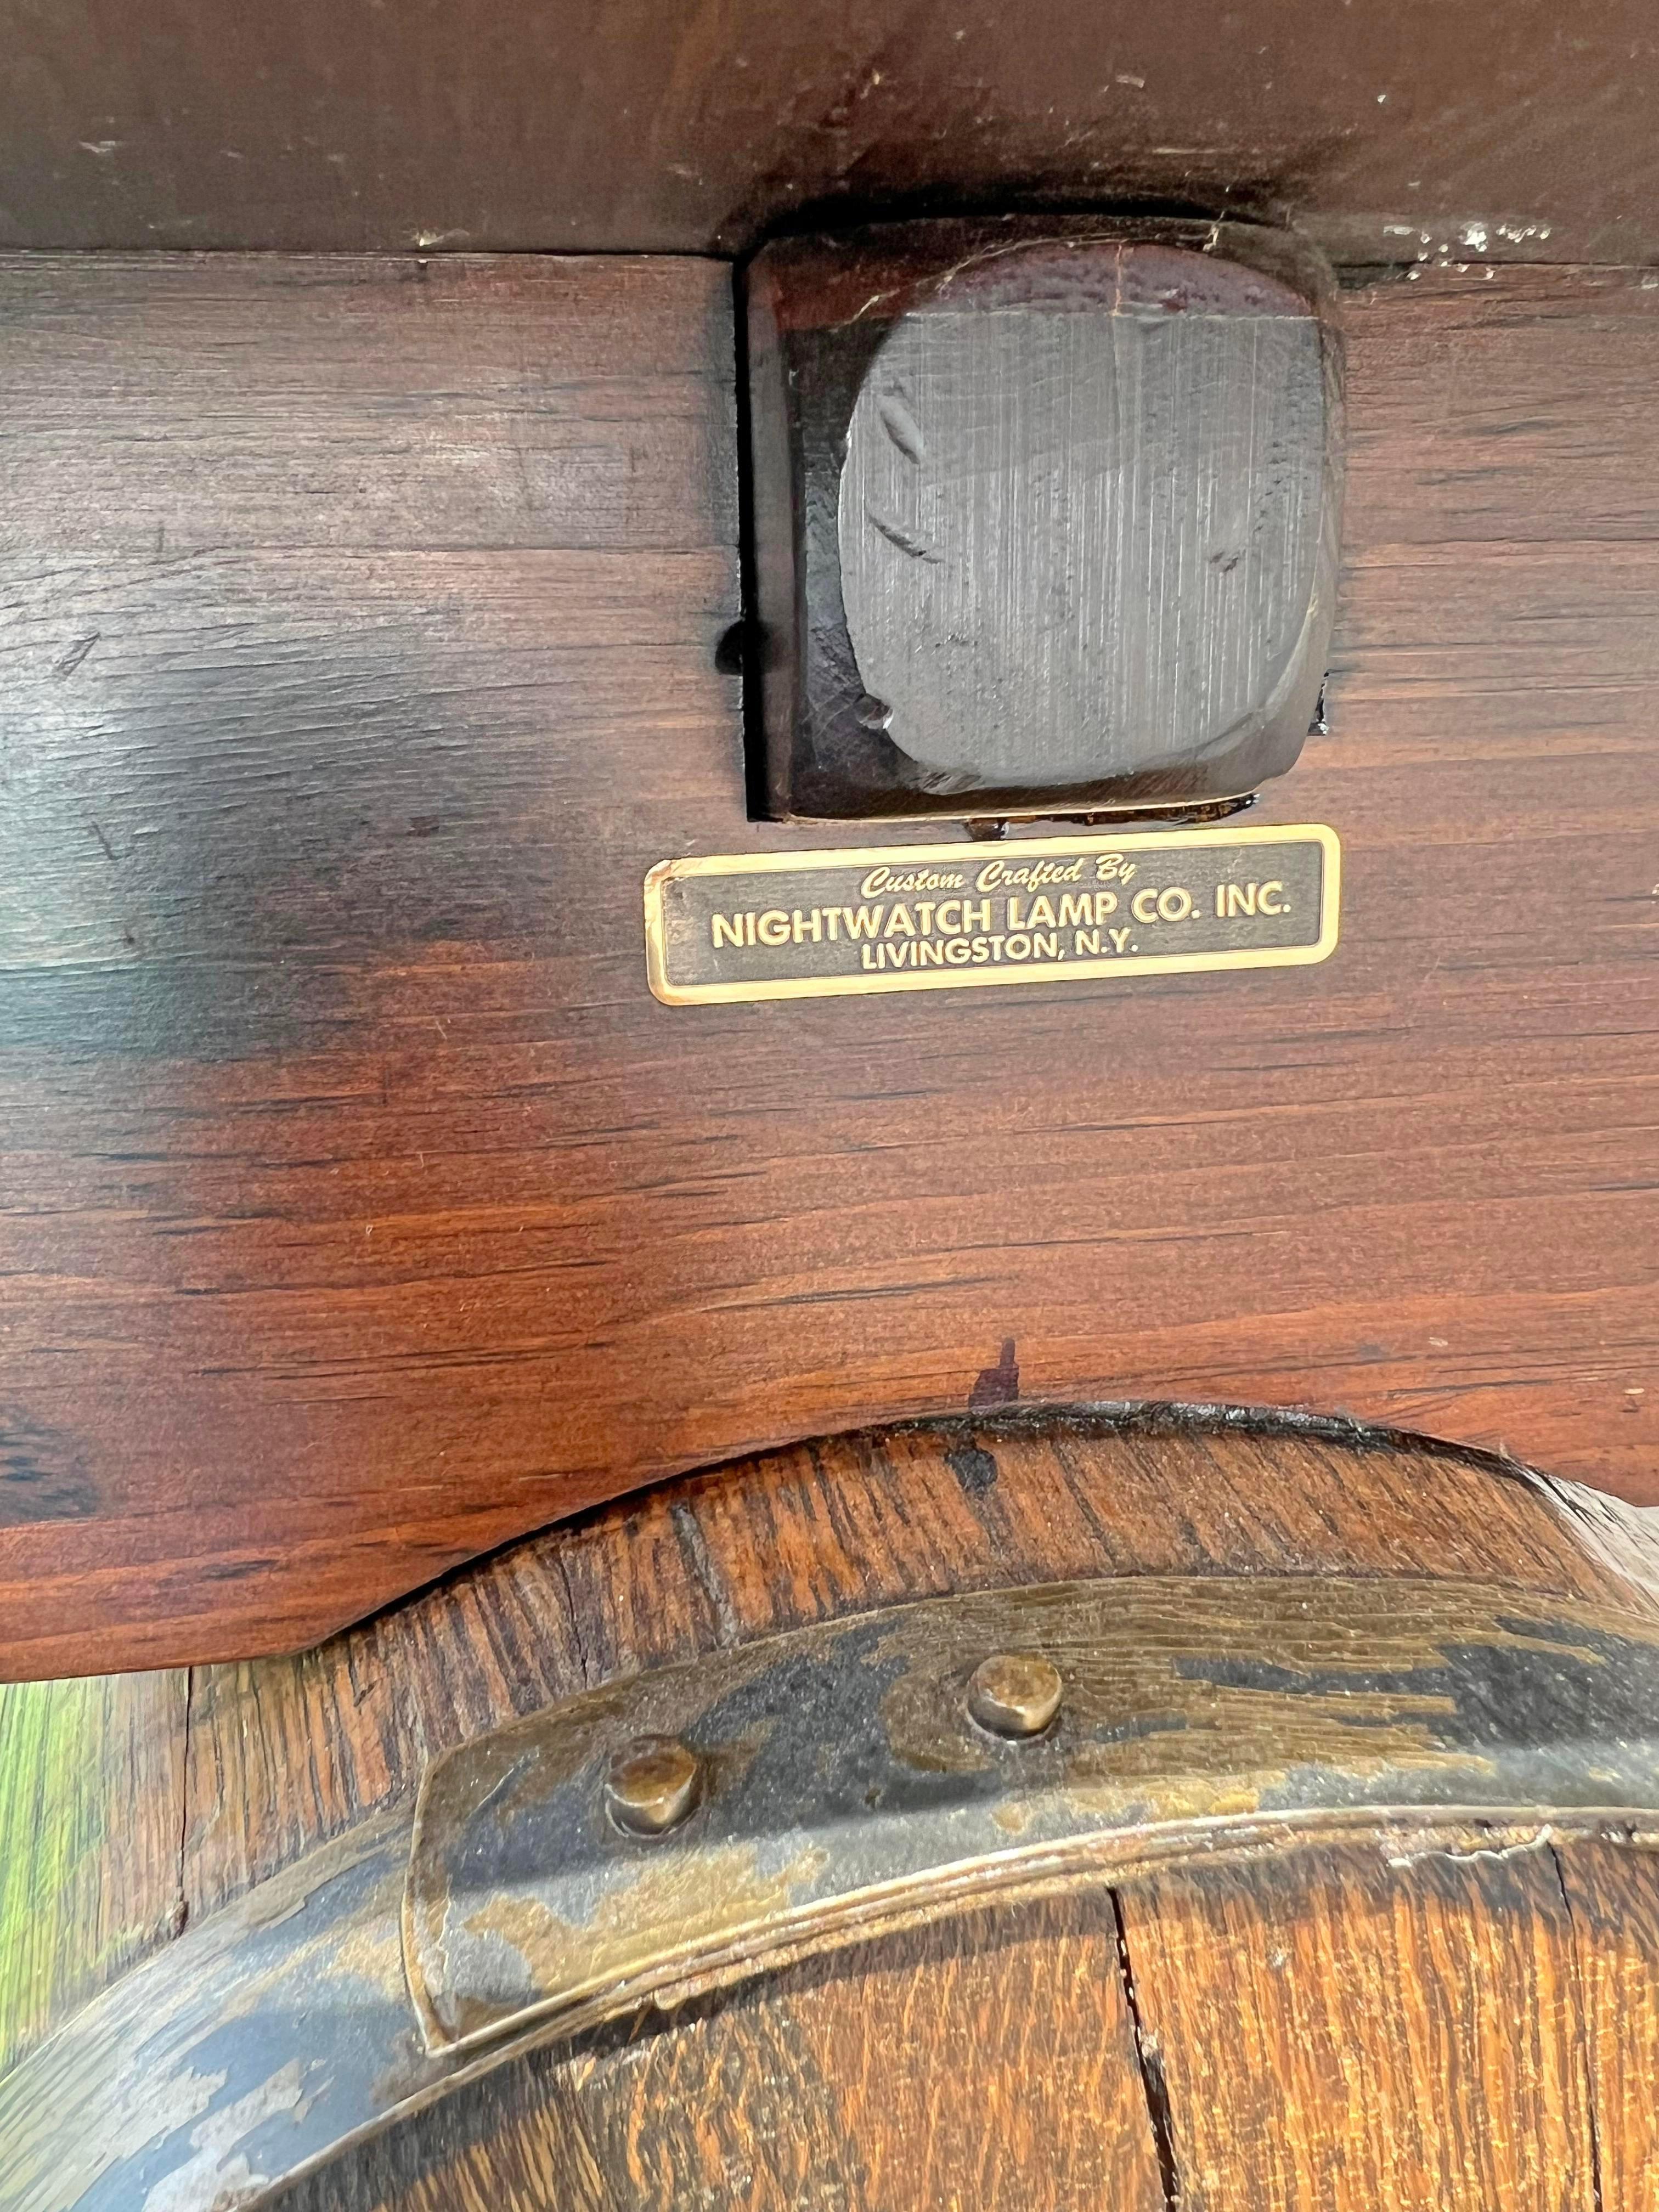 Custom Crafted By
NIGHTWATCH LAMP CO. INC.
LIVINGSTON, N.Y.